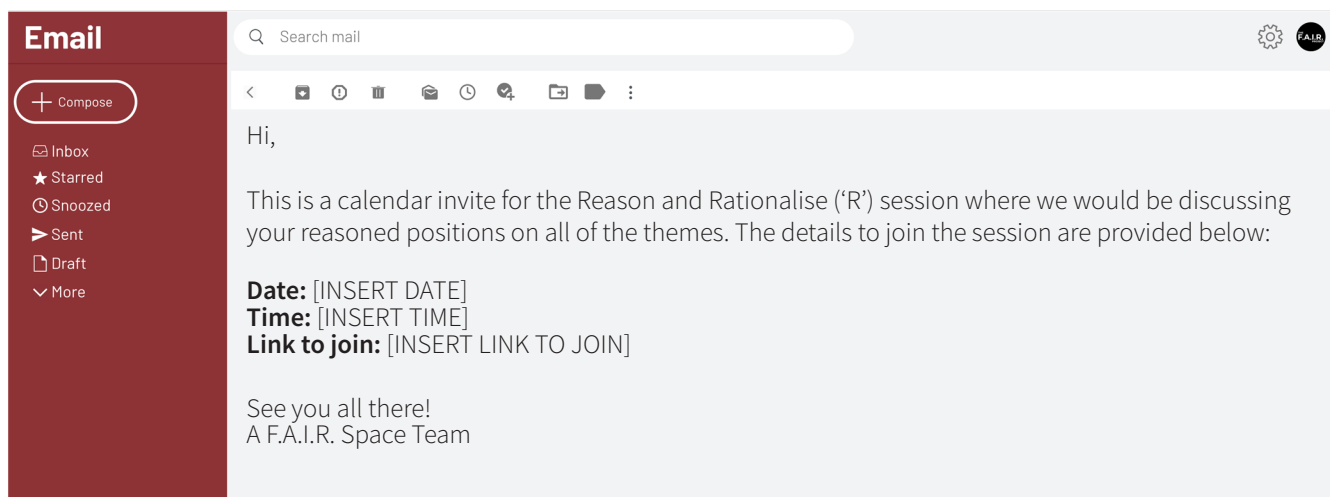 Email
Search mail
F.A.I.R.
Compose
Inbox
Starred
Snoozed
Sent
Draft
More
Hi,
This is a calendar invite for the Reason and Rationalise (‘R’) session where we would be discussing
your reasoned positions on all of the themes. The details to join the session are provided below:
Date: [INSERT DATE]
Time: [INSERT TIME]
Link to join: [INSERT LINK TO JOIN]
See you all there!
A F.A.I.R. Space Team